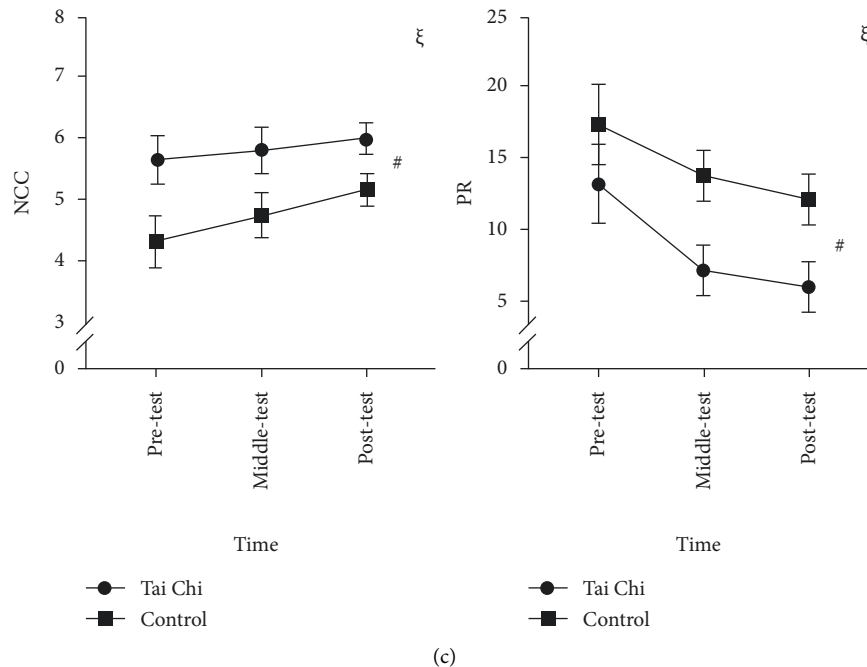 8
7
6
5
4
3
0
NCC
ξ
#
Pre-test
Middle-test
Post-test
Time
Tai Chi
Control
25
20
15
10
5
0
PR
ξ
#
Pre-test
Middle-test
Post-test
Time
Tai Chi
Control
(c)